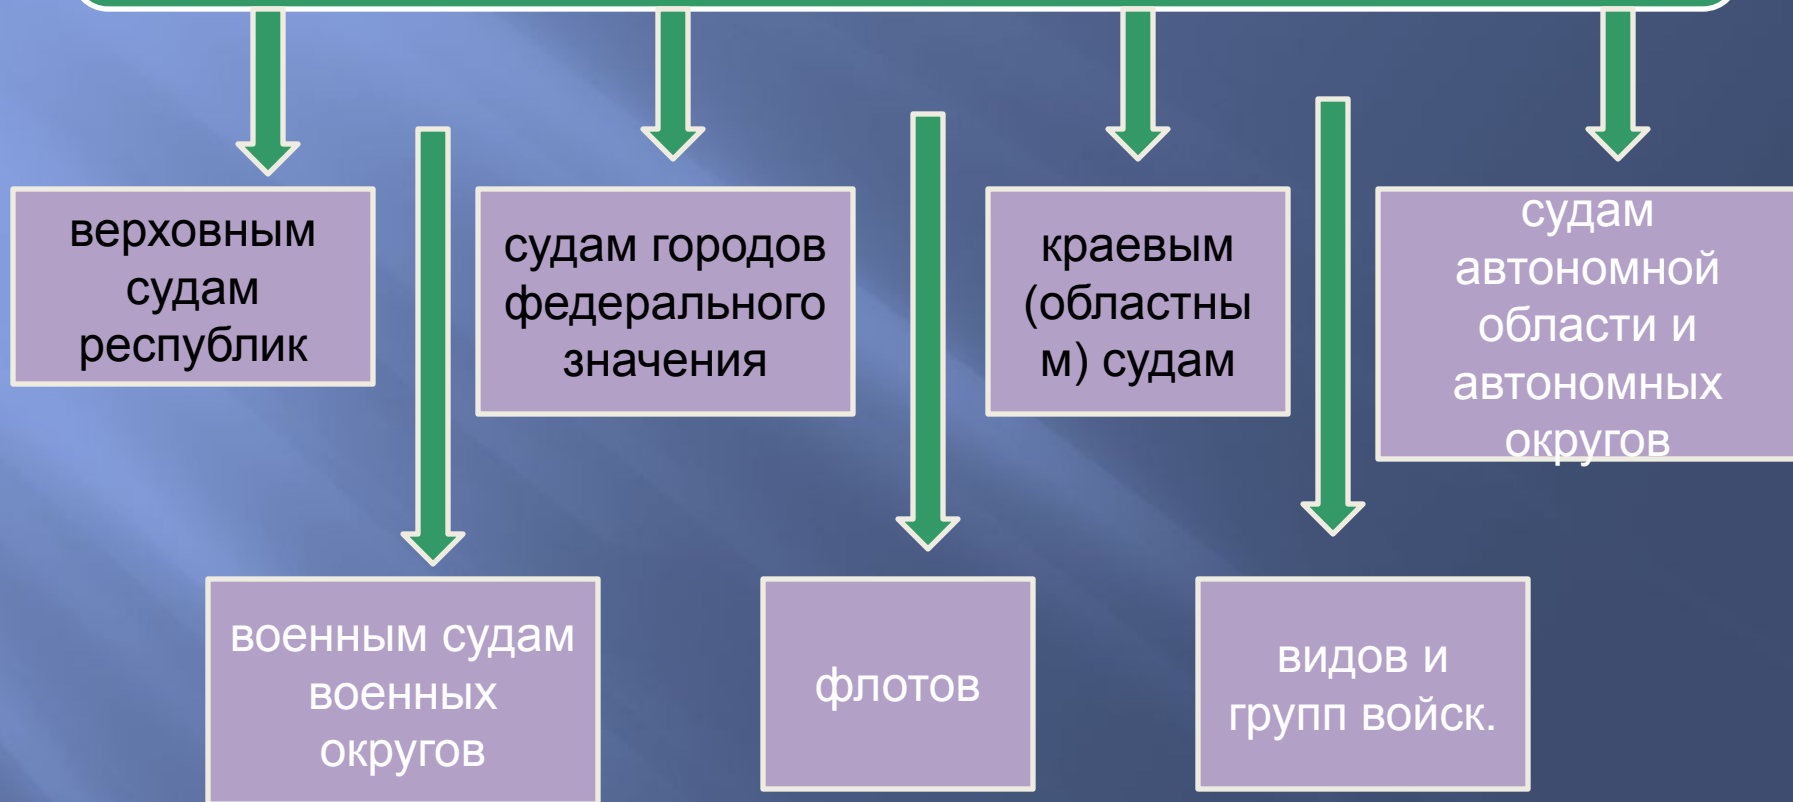 верховным
судам
республик
судам городов
федерального
значения
краевым
(областны
м) судам
судам
автономной
области и
автономных
округов
военным судам
военных
округов
флотов
видов и
групп войск.